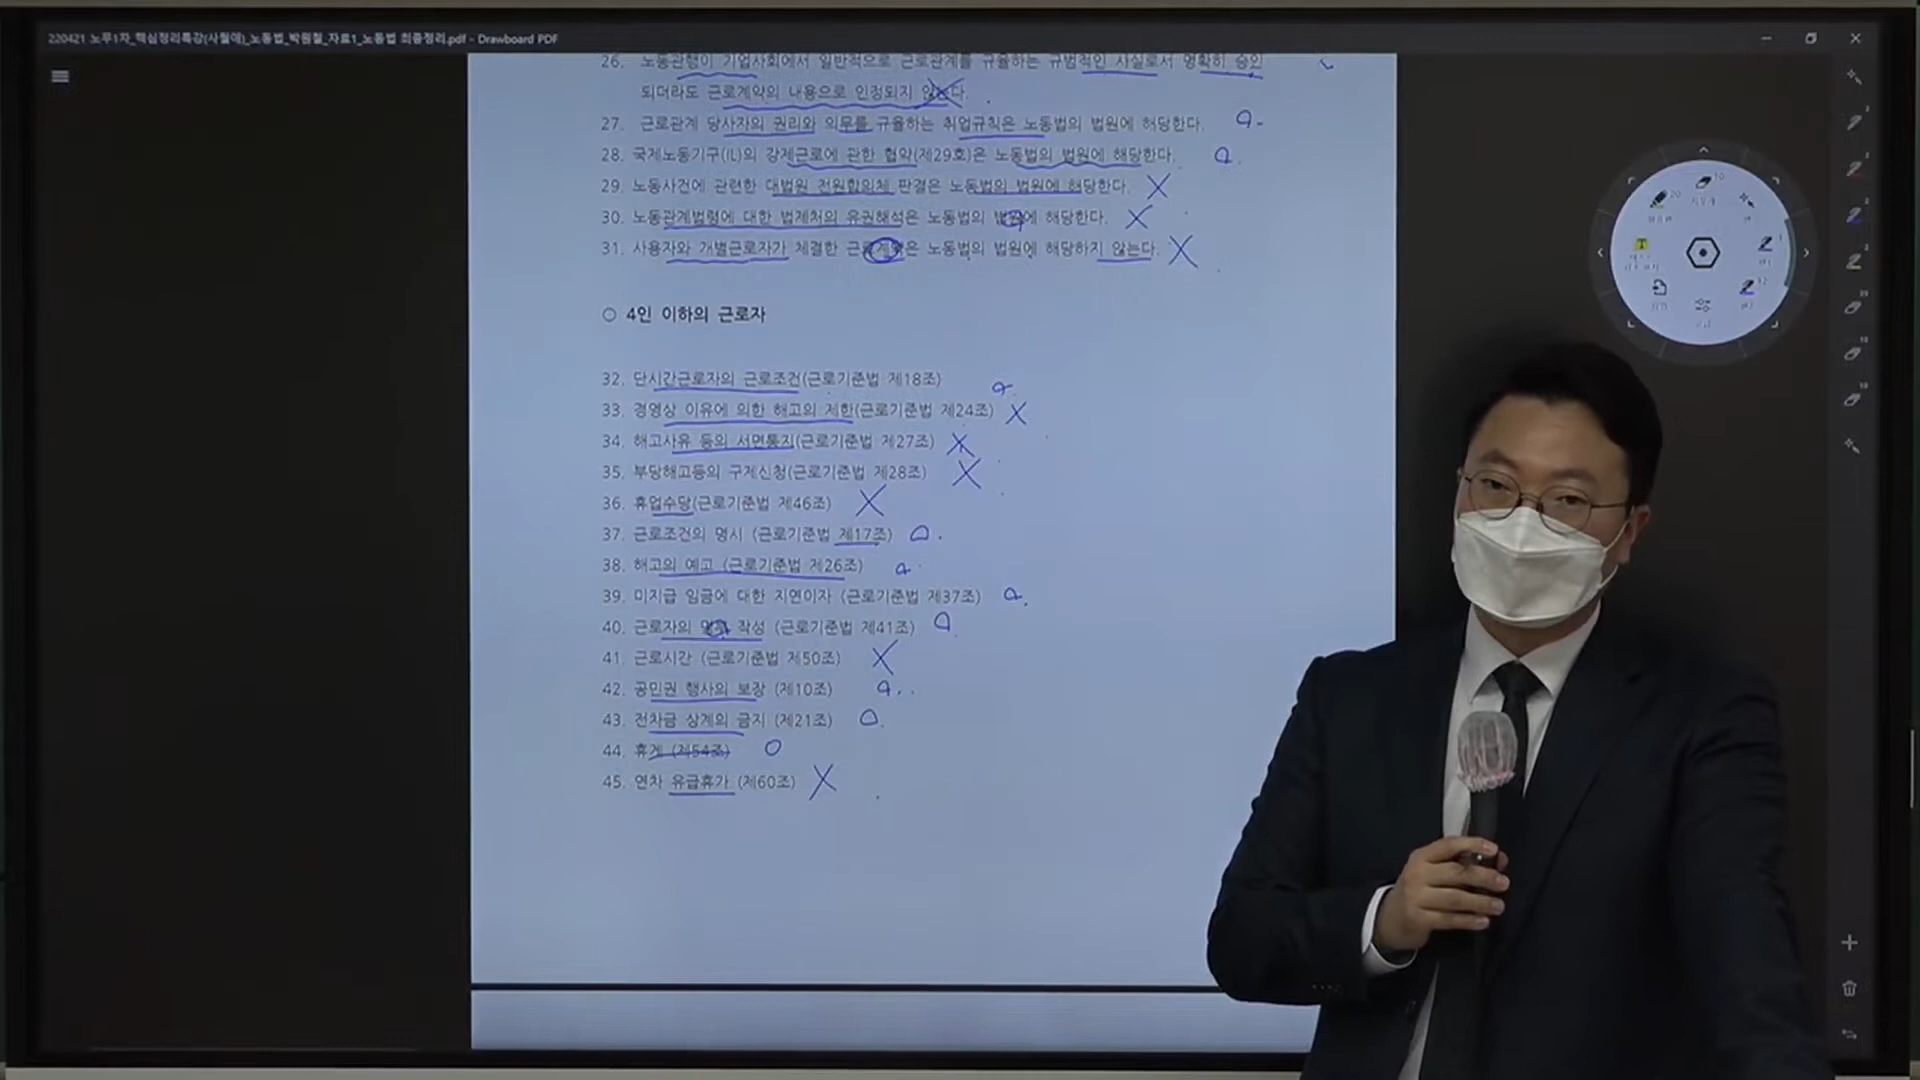 220421 노무1차_핵심정리특강(사월애)_노동법_박원철_자료1_노동법 최종정리.pdf - Drawboard PDF
26. 노동관행이 기업사회에서 일반적으로 근로관계를 규율하는 규범적인 사실로서 명확히 승인
되더라도 근로계약의 내용으로 인정되지 않는다.
27. 근로관계 당사자의 권리와 의무를 규율하는 취업규칙은 노동법의 법원에 해당한다.
28. 국제노동기구(IL)의 강제근로에 관한 협약(제29호)은 노동법의 법원에 해당한다.
29. 노동사건에 관련한 대법원 전원합의체 판결은 노동법의 법원에 해당한다. X
30. 노동관계법령에 대한 법제처의 유권해석은 노동법의 법원에 해당한다. X
31. 사용자와 개별근로자가 체결한 근로계약은 노동법의 법원에 해당하지 않는다. X
○ 4인 이하의 근로자
32. 단시간근로자의 근로조건(근로기준법 제18조)
33. 경영상 이유에 의한 해고의 제한(근로기준법 제24조) X
34. 해고사유 등의 서면통지(근로기준법 제27조) X
35. 부당해고등의 구제신청(근로기준법 제28조) X
36. 휴업수당(근로기준법 제46조) X
37. 근로조건의 명시 (근로기준법 제17조) O
38. 해고의 예고 (근로기준법 제26조) O
39. 미지급 임금에 대한 지연이자 (근로기준법 제37조) O
40. 근로자의 명부 작성 (근로기준법 제41조) O
41. 근로시간 (근로기준법 제50조) X
42. 공민권 행사의 보장 (제10조) O
43. 전차금 상계의 금지 (제21조) O
44. 휴게 (제54조) O
45. 연차 유급휴가 (제60조) X